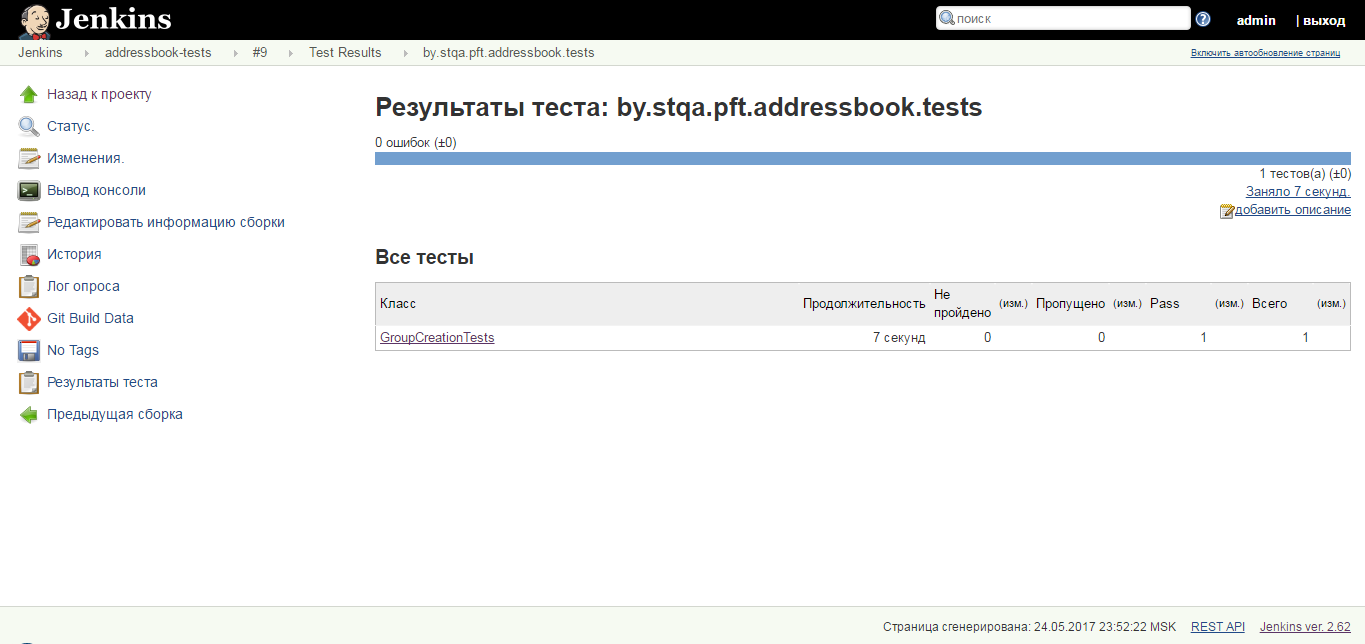 Jenkins
поиск
admin | выход
Jenkins addressbook-tests #9 Test Results by.stqa.pft.addressbook.tests
Включить автообновление страниц
Назад к проекту
Статус.
Изменения.
Вывод консоли
Редактировать информацию сборки
История
Лог опроса
Git Build Data
No Tags
Результаты теста
Предыдущая сборка
Результаты теста: by.stqa.pft.addressbook.tests
0 ошибок (±0)
1 тестов(а) (±0)
Заняло 7 секунд.
добавить описание
Все тесты
Класс Продолжительность Не пройдено (изм.) Пропущено (изм.) Pass (изм.) Всего (изм.)
GroupCreationTests 7 секунд 0 0 1 1
Страница сгенерирована: 24.05.2017 23:52:22 MSK REST API Jenkins ver. 2.62